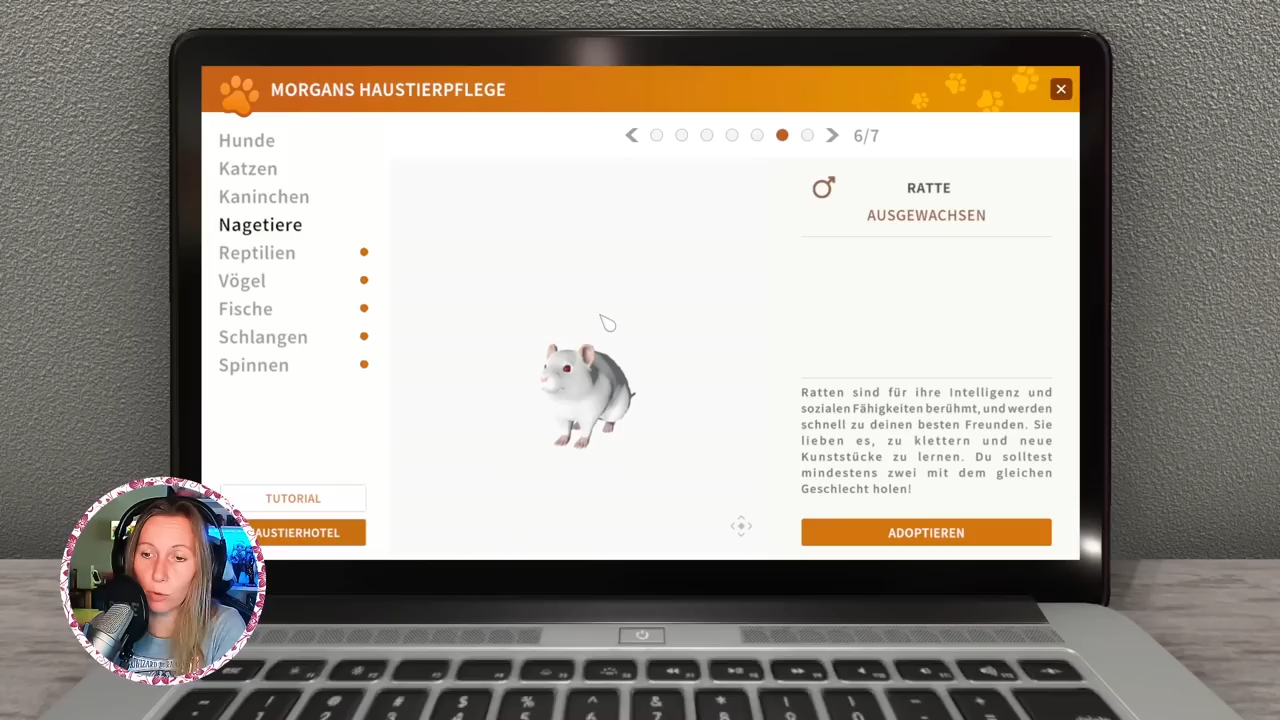 MORGANS HAUSTIERPFLEGE
Hunde
Katzen
Kaninchen
Nagetiere
Reptilien
Vögel
Fische
Schlangen
Spinnen
TUTORIAL
AUSTIERHOTEL
6/7
RATTE
AUSGEWACHSEN
Ratten sind für ihre Intelligenz und
sozialen Fähigkeiten berühmt, und werden
schnell zu deinen besten Freunden. Sie
lieben es, zu klettern und neue
Kunststücke zu lernen. Du solltest
mindestens zwei mit dem gleichen
Geschlecht holen!
ADOPTIEREN